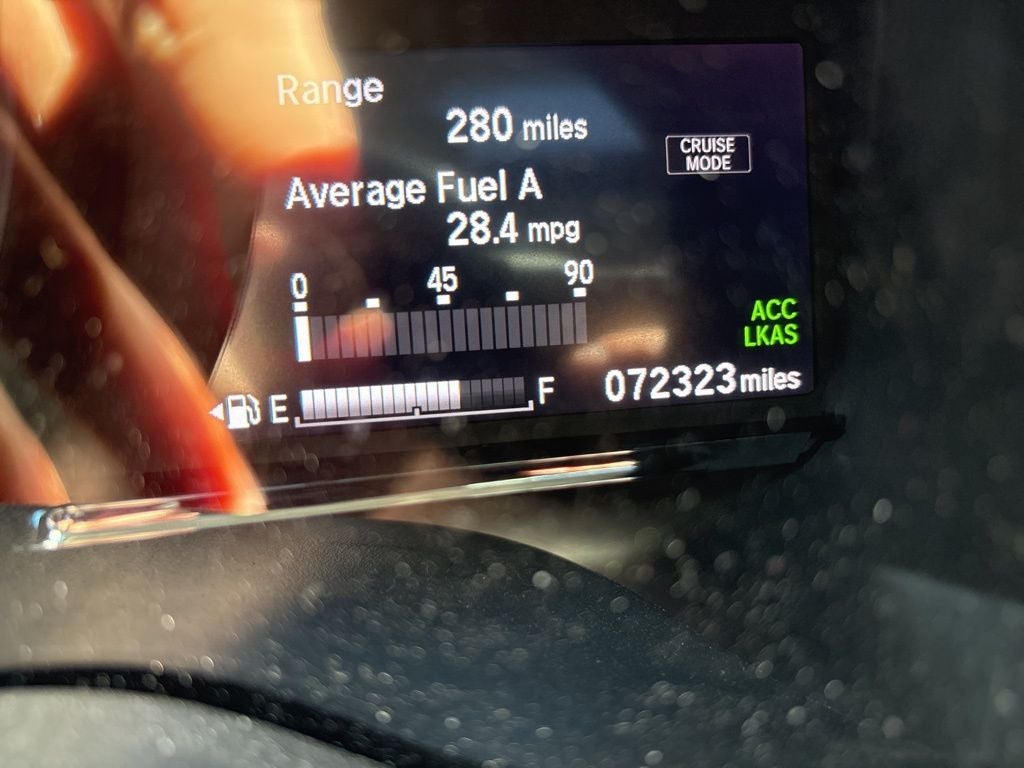 Range
280 miles
CRUISE
MODE
Average Fuel A
28.4 mpg
0 45 90
ACC
LKAS
E F 072323 miles